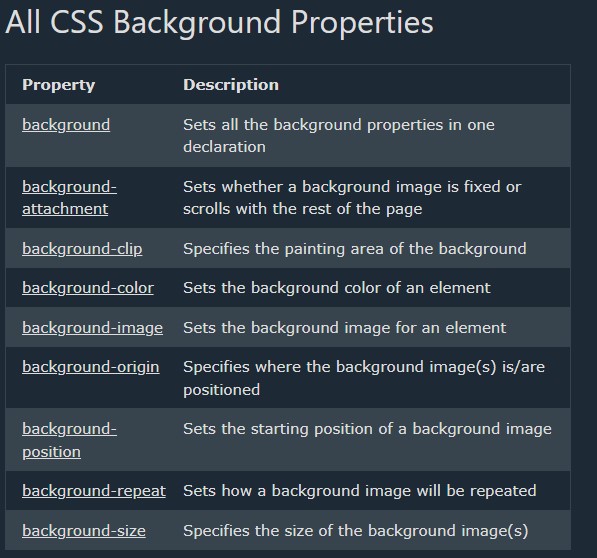 All CSS Background Properties
Property Description
background Sets all the background properties in one
declaration
background- Sets whether a background image is fixed or
attachment scrolls with the rest of the page
background-clip Specifies the painting area of the background
background-color Sets the background color of an element
background-image Sets the background image for an element
background-origin Specifies where the background image(s) is/are
positioned
background- Sets the starting position of a background image
position
background-repeat Sets how a background image will be repeated
background-size Specifies the size of the background image(s)